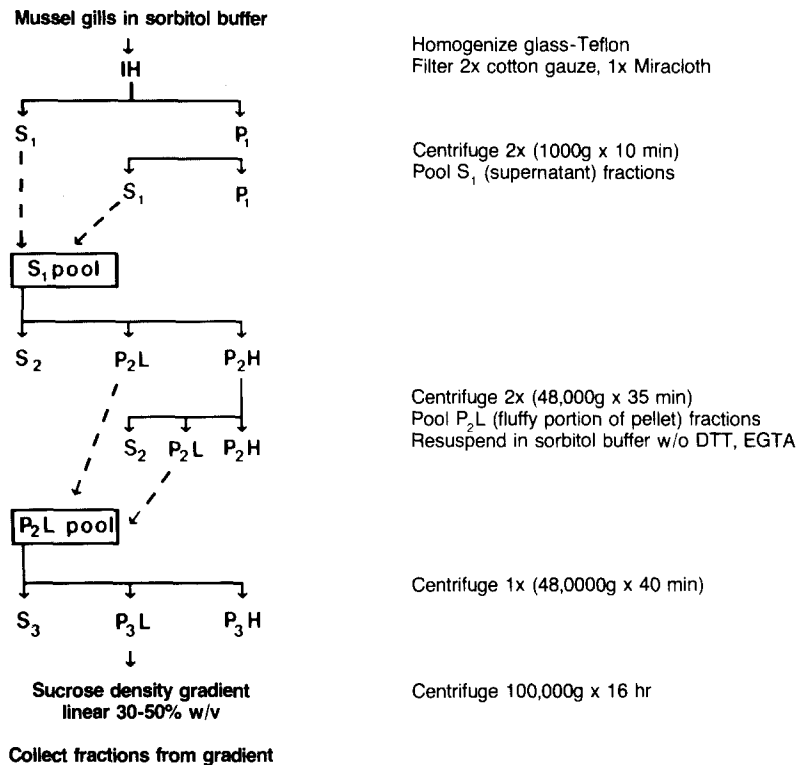 Mussel gills in sorbitol buffer
Homogenize glass-Teflon
IH
Filter 2x cotton gauze, 1x Miracloth
S₁ P₁
Centrifuge 2x (1000g x 10 min)
S₁ P₁
Pool S₁ (supernatant) fractions
S₁ pool
S₂ P₂L P₂H
Centrifuge 2x (48,000g x 35 min)
Pool P₂L (fluffy portion of pellet) fractions
S₂ P₂L P₂H
Resuspend in sorbitol buffer w/o DTT, EGTA
P₂L pool
Centrifuge 1x (48,0000g x 40 min)
S₃ P₃L P₃H
Sucrose density gradient
linear 30-50% w/v
Centrifuge 100,000g x 16 hr
Collect fractions from gradient